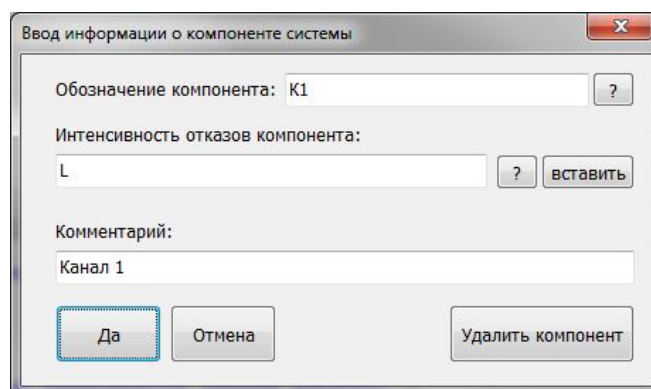 Ввод информации о компоненте системы
Обозначение компонента: К1 ?
Интенсивность отказов компонента:
L ? вставить
Комментарий:
Канал 1
Да Отмена Удалить компонент